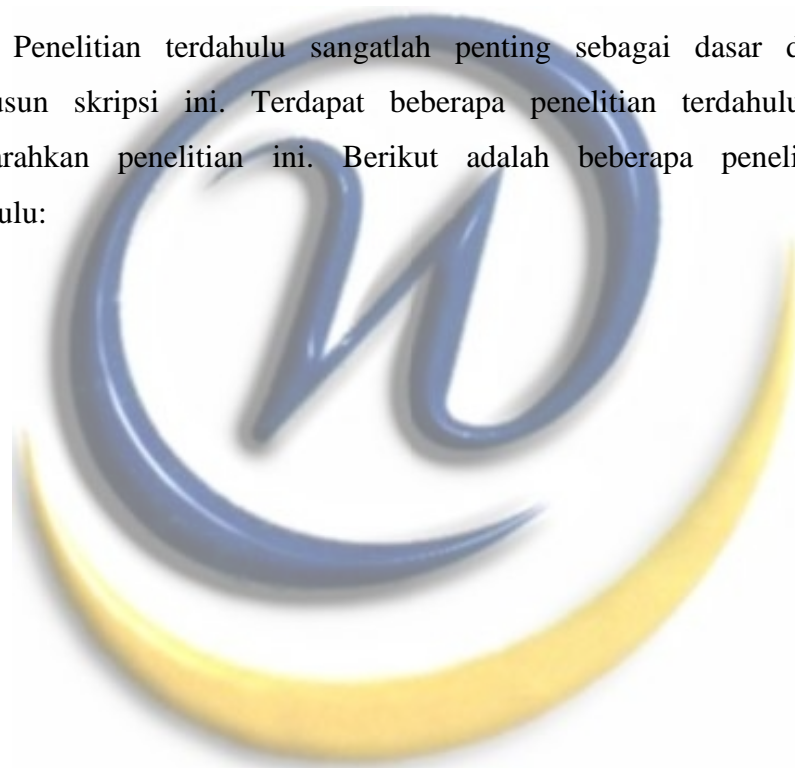 Penelitian terdahulu sangatlah penting sebagai dasar d
usun skripsi ini. Terdapat beberapa penelitian terdahulu
arahkan penelitian ini. Berikut adalah beberapa peneli
ulu: